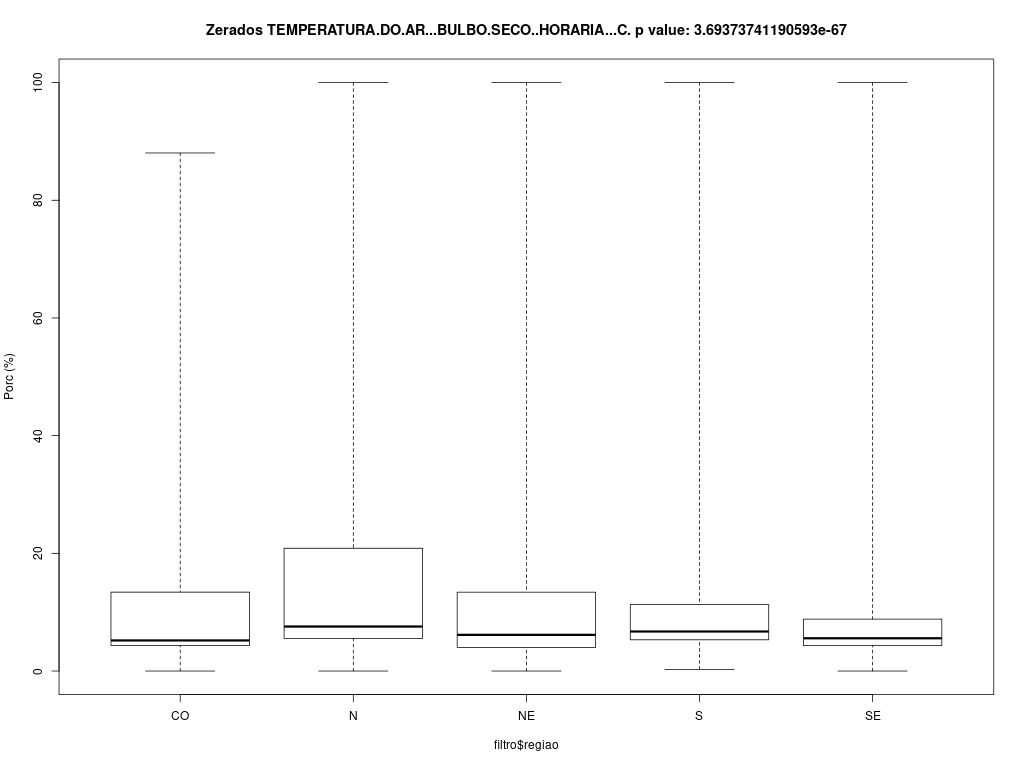 Zerados TEMPERATURA.DO.AR...BULBO.SECO..HORARIA...C. p value: 3.69373741190593e-67
Porc (%)
100
80
60
40
20
0
CO N NE S SE
filtro$regiao